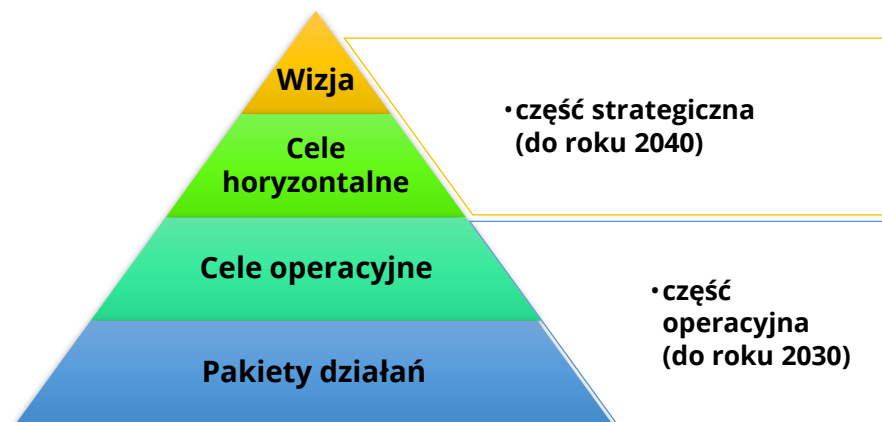 Wizja
Cele
horyzontalne
Cele operacyjne
Pakiety działań
•część strategiczna
(do roku 2040)
•część
operacyjna
(do roku 2030)